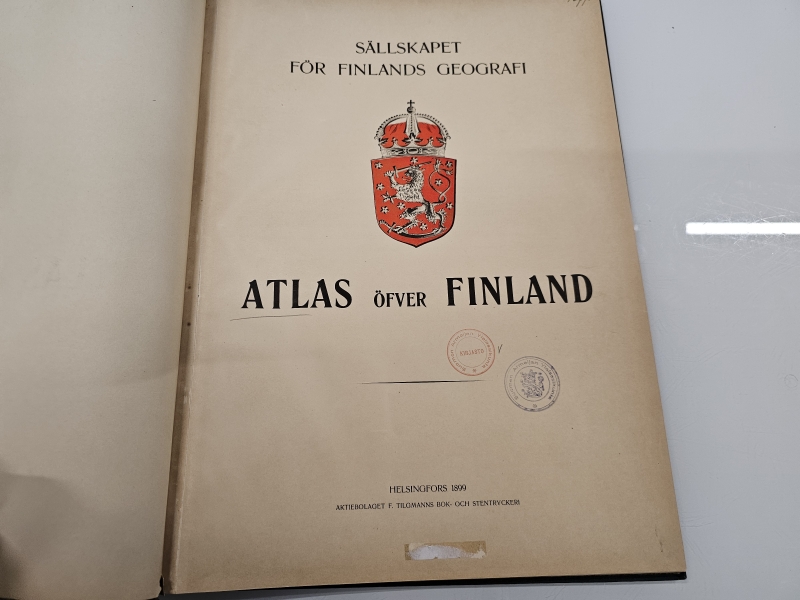 SÄLLSKAPET
FÖR FINLANDS GEOGRAFI
ATLAS ÖFVER FINLAND
HELSINGFORS 1899
AKTIEBOLAGET F. TILGMANNS BOK- OCH STENTRYCKERI